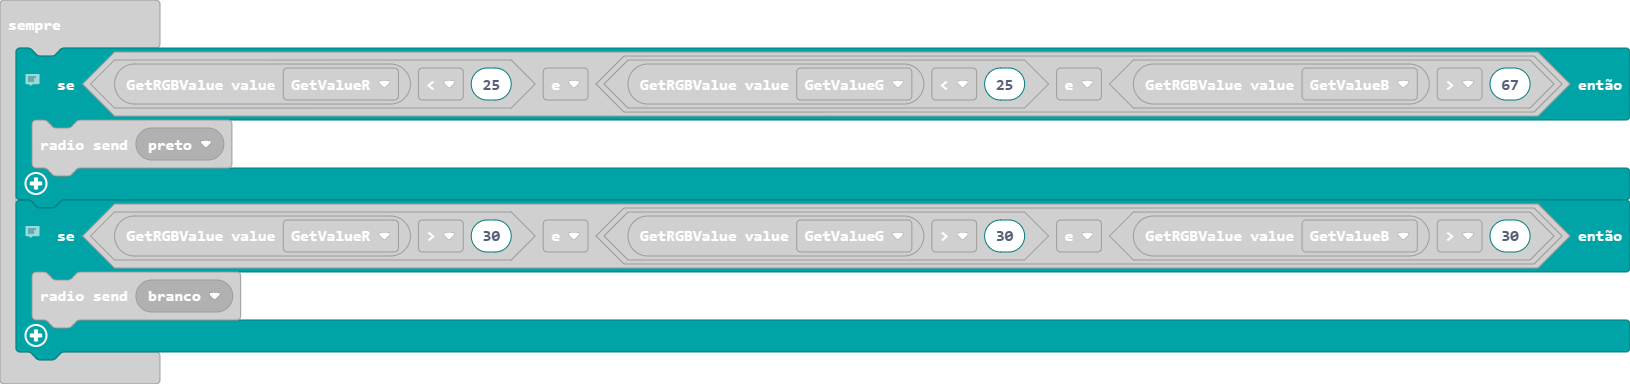 sempre
se GetRGBValue value GetValueR < 25 e GetRGBValue value GetValueG < 25 e GetRGBValue value GetValueB > 67 então
radio send preto
se GetRGBValue value GetValueR > 30 e GetRGBValue value GetValueG > 30 e GetRGBValue value GetValueB > 30 então
radio send branco